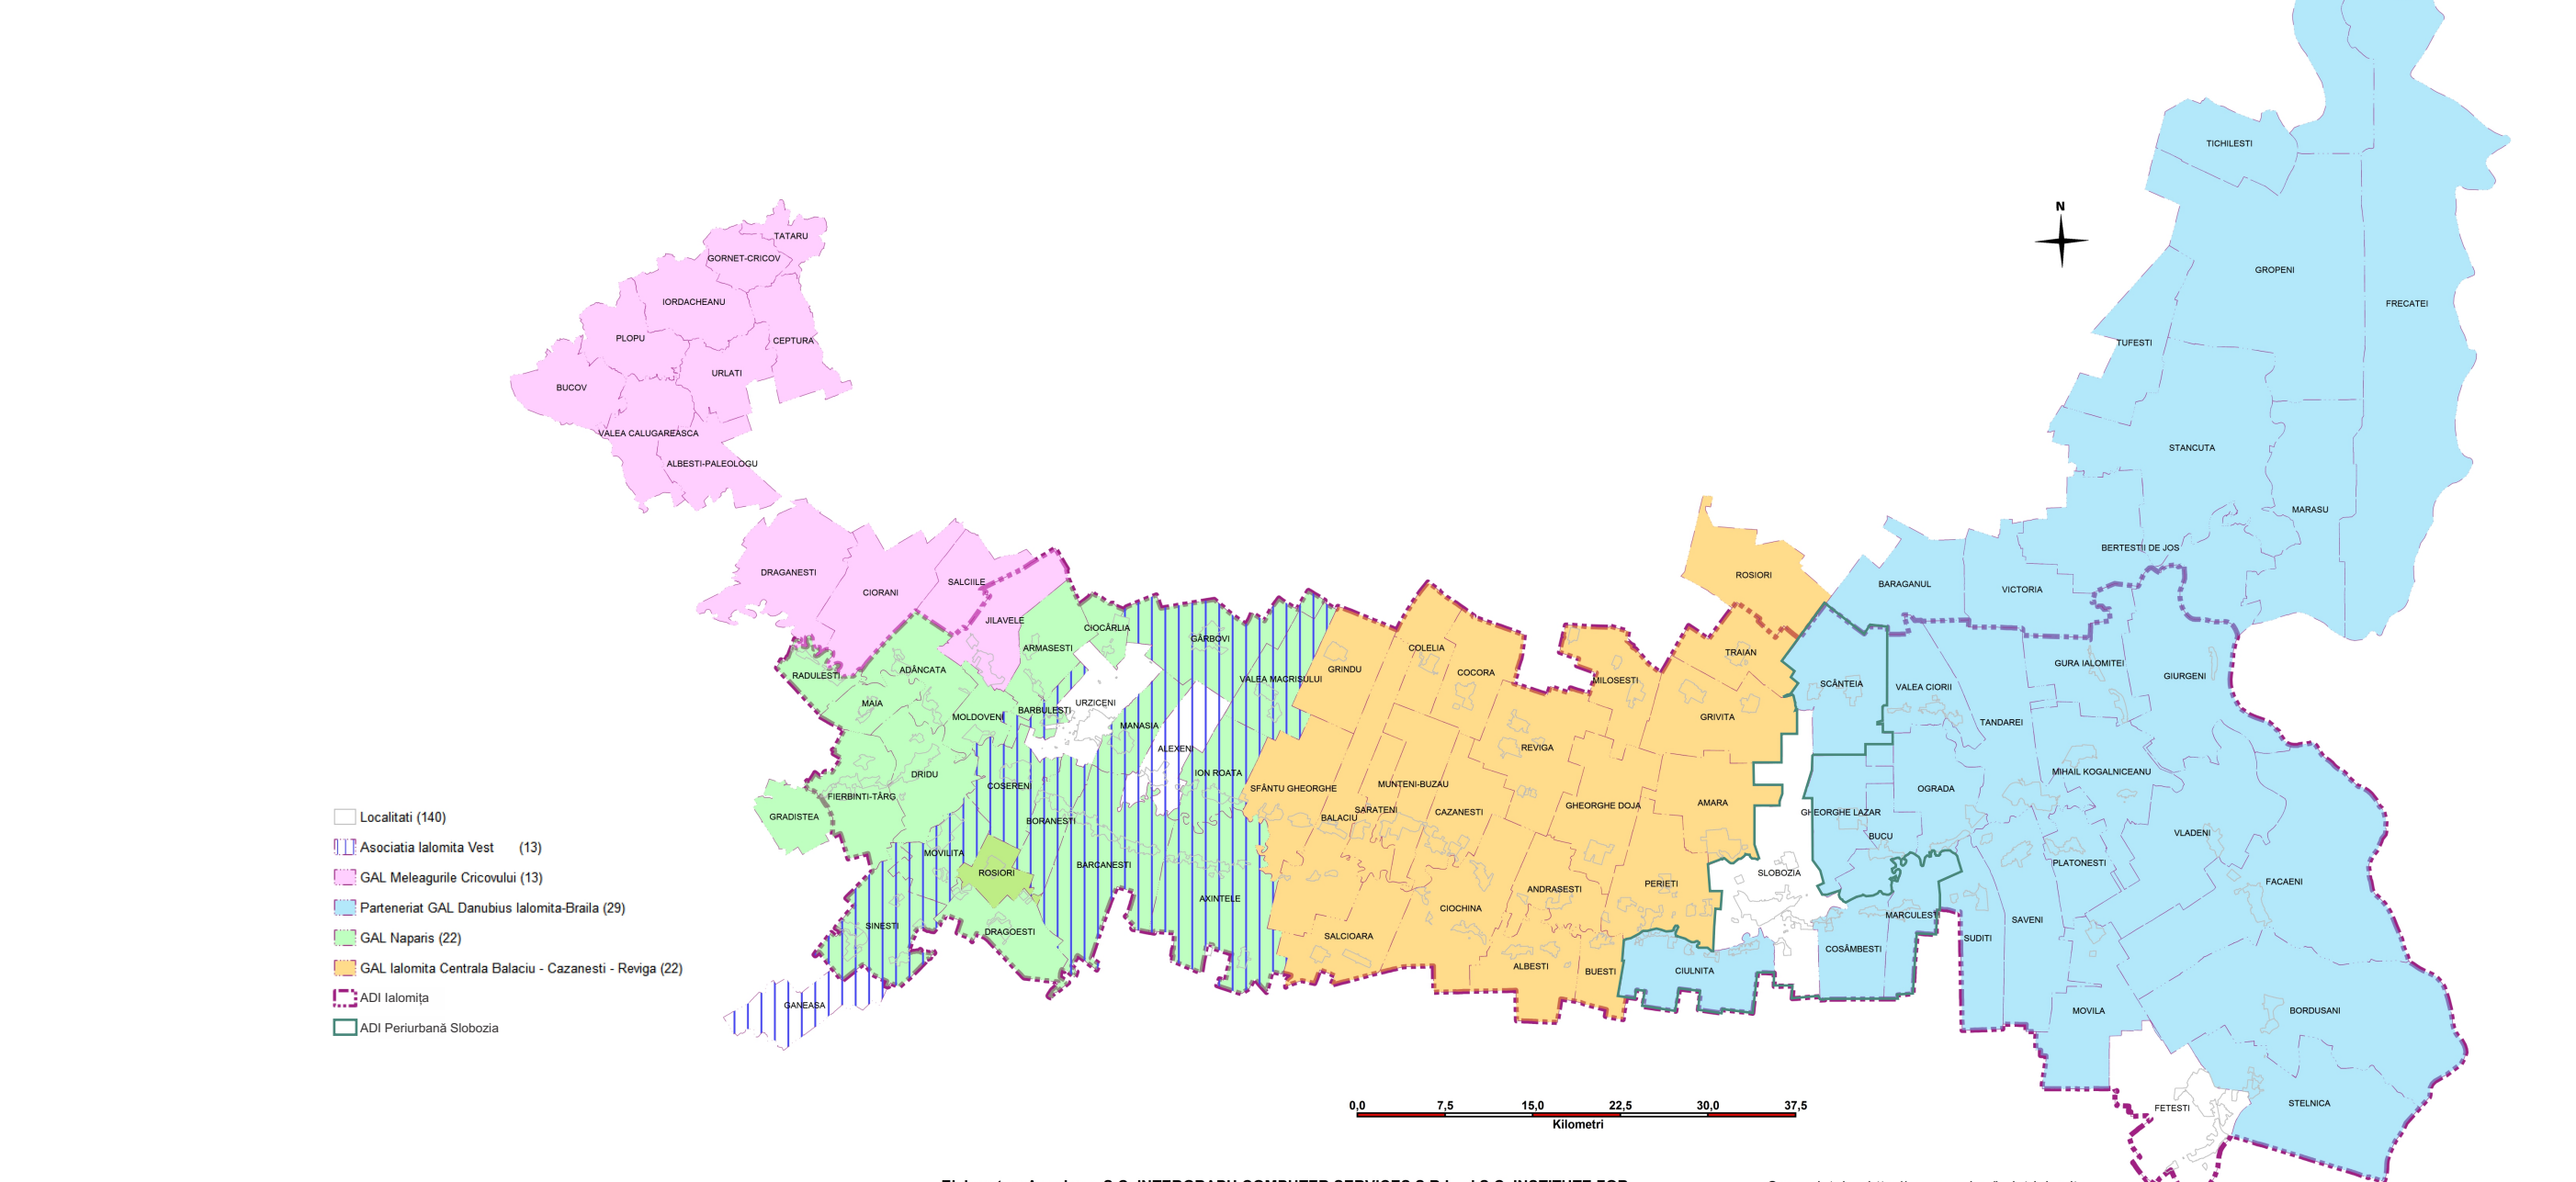 TICHILESTI
N
TATARU
GORNET-CRICOV
GROPENI
IORDACHEANU
FRECATEI
PLOPU
CEPTURA
TUFESTI
URLATI
BUCOV
VALEA CALUGAREASCA
STANCUTA
ALBESTI-PALEOLOGU
MARASU
BERTESTII DE JOS
DRAGANESTI
ROSIORI
SALCIILE
BARAGANUL
VICTORIA
CIORANI
JILAVELE
CIOCÂRLIA
GÂRBOVI
ARMASESTI
COLELIA
TRAIAN
GURA IALOMITEI
ADÂNCATA
GRINDU
COCORA
RADULESTI
GIURGENI
VALEA MACRISULUI
MILOSESTI
SCÂNTEIA
VALEA CIORII
MAIA
URZICENI
BARBULESTI
MOLDOVENI
GRIVITA
TANDAREI
MANASIA
ALEXENI
REVIGA
DRIDU
ION ROATA
MIHAIL KOGALNICEANU
COSERENI
MUNTENI-BUZAU
SFÂNTU GHEORGHE
OGRADA
FIERBINTI-TÂRG
AMARA
GHEORGHE DOJA
SARATENI
CAZANESTI
GHEORGHE LAZAR
GRADISTEA
BALACIU
BORANESTI
VLADENI
BUCU
MOVILITA
PLATONESTI
BARCANESTI
ROSIORI
SLOBOZIA
FACAENI
PERIETI
ANDRASESTI
AXINTELE
CIOCHINA
MARCULESTI
SAVENI
SINESTI
DRAGOESTI
SALCIOARA
SUDITI
COSÂMBESTI
ALBESTI
BUESTI
CIULNITA
GANEASA
MOVILA
BORDUSANI
STELNICA
FETESTI
Localitati (140)
Asociatia Ialomita Vest (13)
GAL Meleagurile Cricovului (13)
Parteneriat GAL Danubius Ialomita-Braila (29)
GAL Naparis (22)
GAL Ialomita Centrala Balaciu - Cazanesti - Reviga (22)
ADI Ialomița
ADI Periurbană Slobozia
0,0 7,5 15,0 22,5 30,0 37,5
Kilometri